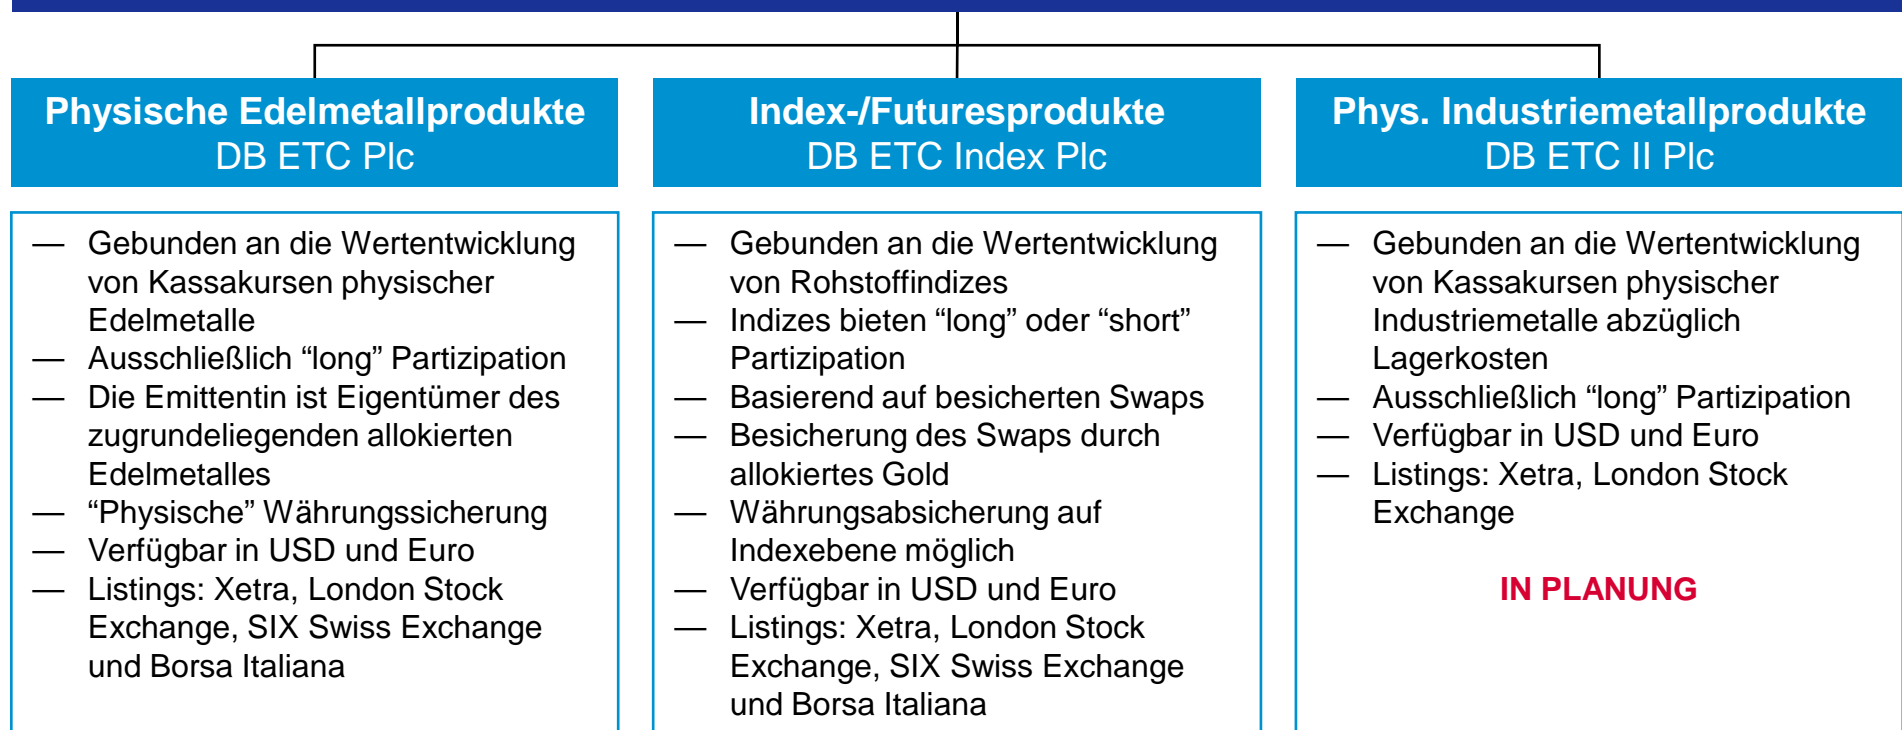 Physische Edelmetallprodukte
DB ETC Plc
— Gebunden an die Wertentwicklung
von Kassakursen physischer
Edelmetalle
— Ausschließlich “long” Partizipation
— Die Emittentin ist Eigentümer des
zugrundeliegenden allokierten
Edelmetalles
— “Physische” Währungssicherung
— Verfügbar in USD und Euro
— Listings: Xetra, London Stock
Exchange, SIX Swiss Exchange
und Borsa Italiana
Index-/Futuresprodukte
DB ETC Index Plc
— Gebunden an die Wertentwicklung
von Rohstoffindizes
— Indizes bieten “long” oder “short”
Partizipation
— Basierend auf besicherten Swaps
— Besicherung des Swaps durch
allokiertes Gold
— Währungsabsicherung auf
Indexebene möglich
— Verfügbar in USD und Euro
— Listings: Xetra, London Stock
Exchange, SIX Swiss Exchange
und Borsa Italiana
Phys. Industriemetallprodukte
DB ETC II Plc
— Gebunden an die Wertentwicklung
von Kassakursen physischer
Industriemetalle abzüglich
Lagerkosten
— Ausschließlich “long” Partizipation
— Verfügbar in USD und Euro
— Listings: Xetra, London Stock
Exchange
IN PLANUNG